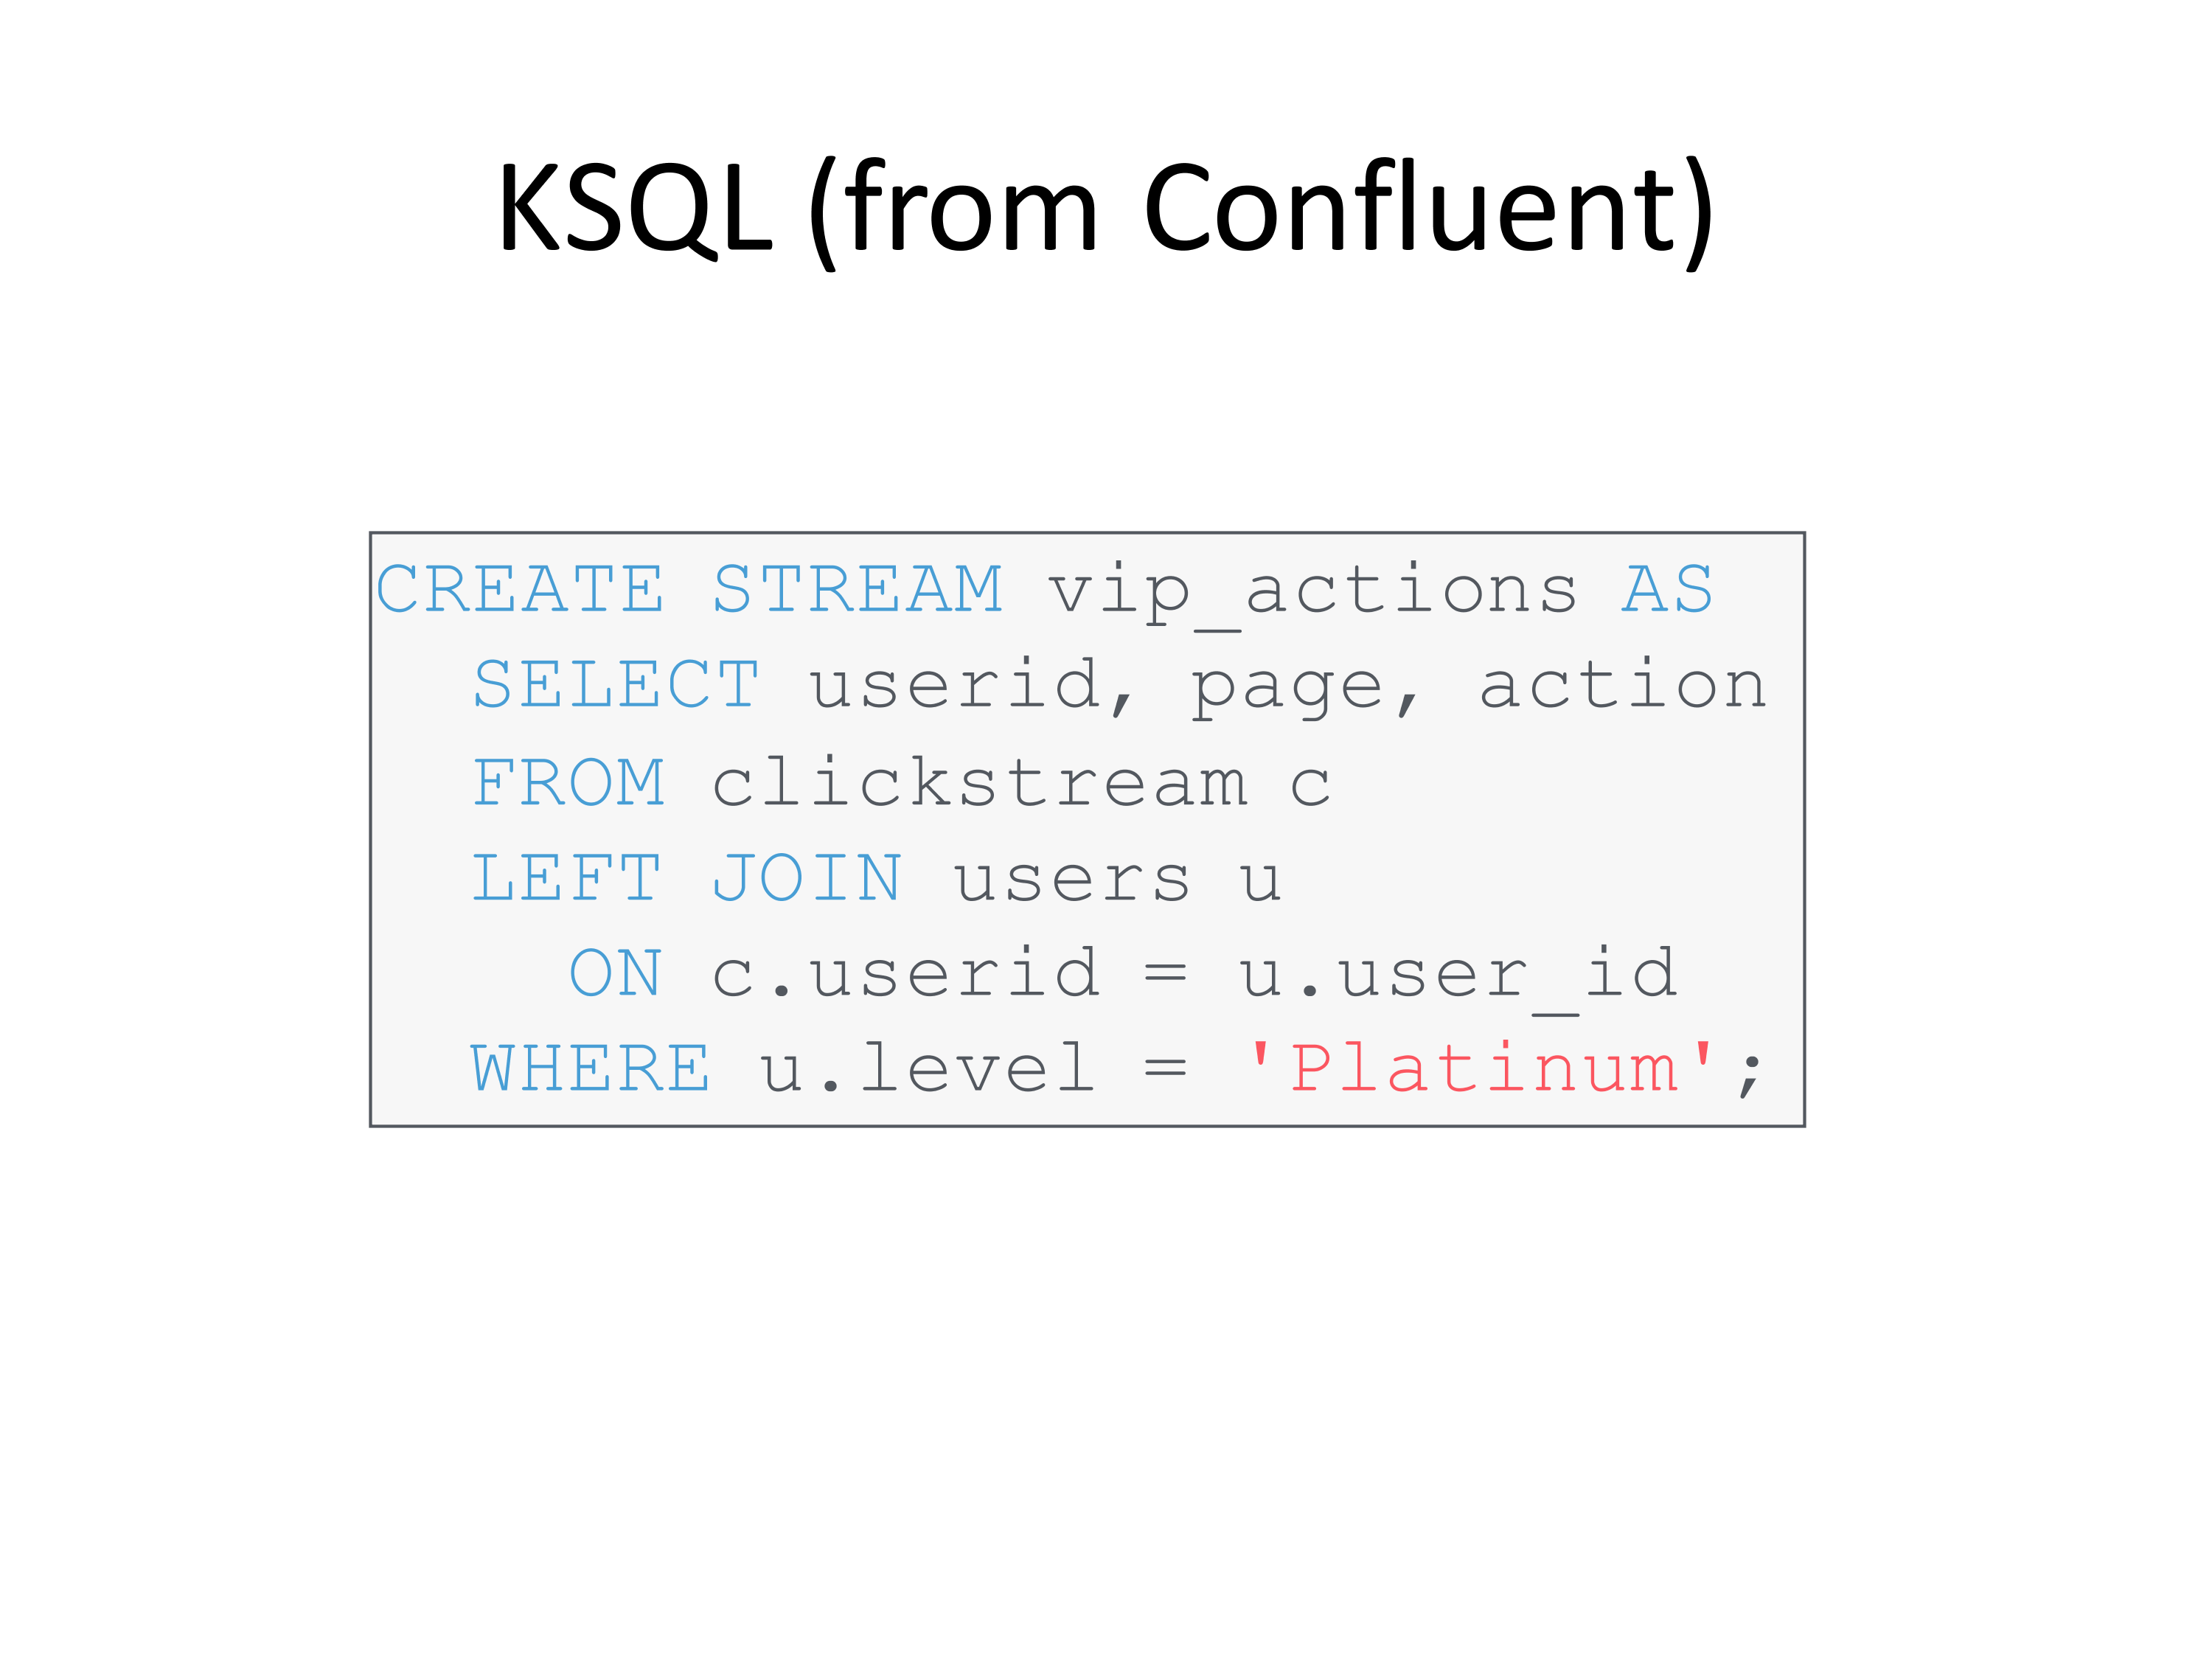 KSQL (from Confluent)
CREATE STREAM vip_actions AS
SELECT userid, page, action
FROM clickstream c
LEFT JOIN users u
ON c.userid = u.user_id
WHERE u.level = 'Platinum';